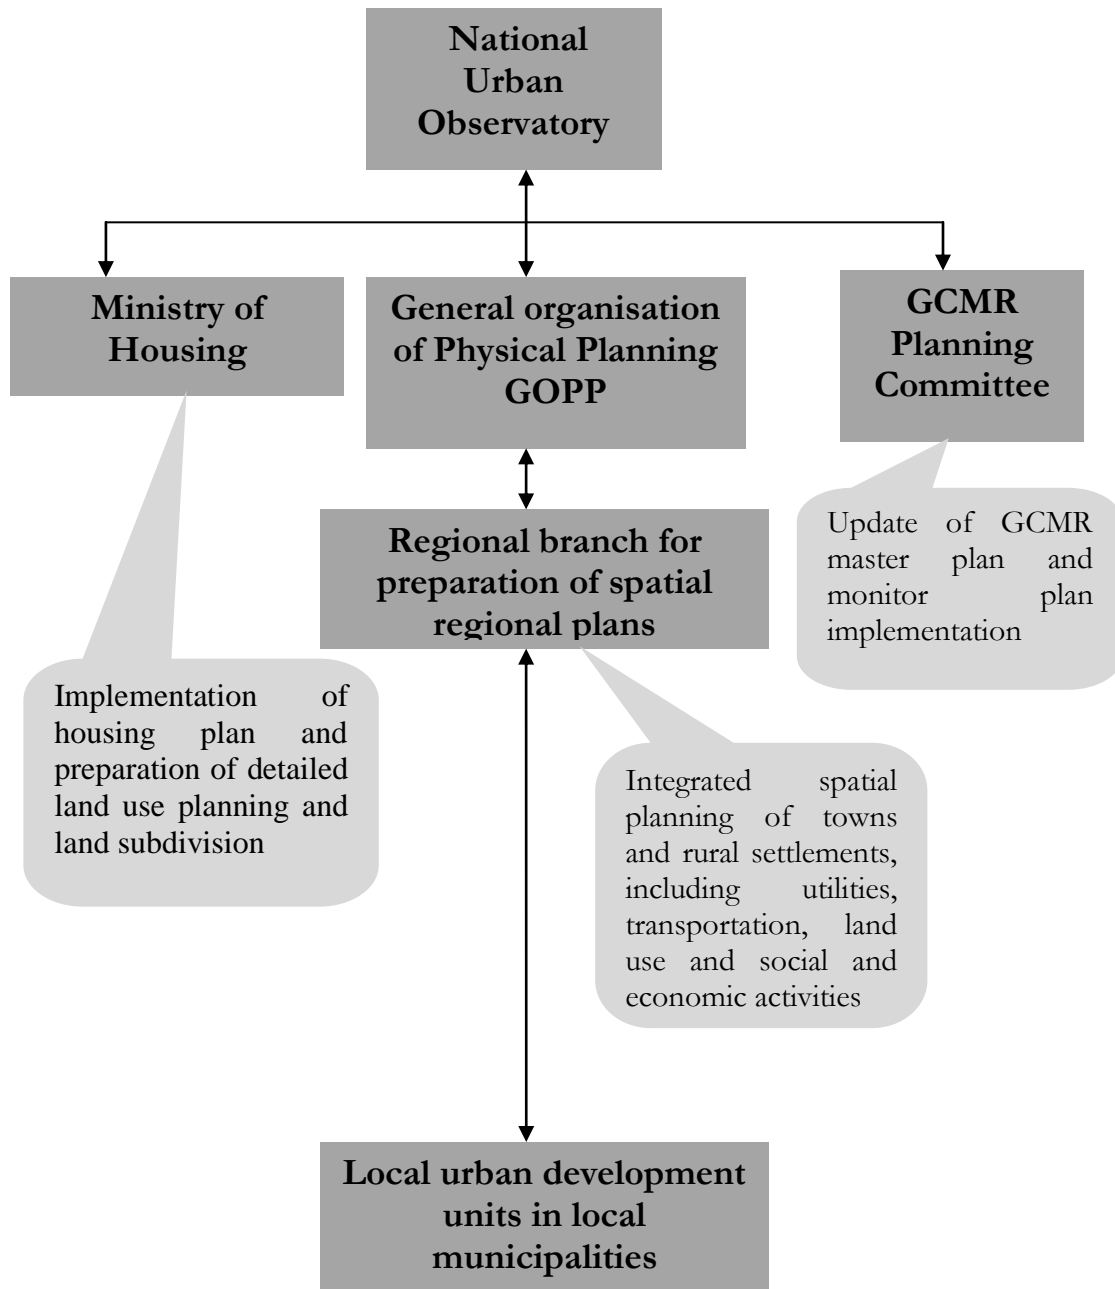 National
Urban
Observatory
Ministry of
Housing
General organisation
of Physical Planning
GOPP
GCMR
Planning
Committee
Regional branch for
preparation of spatial
regional plans
Update of GCMR
master plan and
monitor plan
implementation
Implementation of
housing plan and
preparation of detailed
land use planning and
land subdivision
Integrated spatial
planning of towns
and rural settlements,
including utilities,
transportation, land
use and social and
economic activities
Local urban development
units in local
municipalities